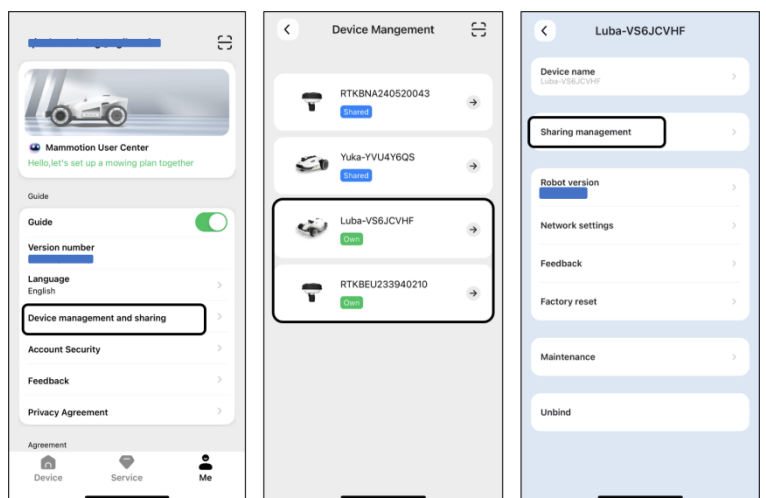 Mammotion User Center
Hello,let's set up a mowing plan together
Guide
Guide
Version number
Language
English
Device management and sharing
Account Security
Feedback
Privacy Agreement
Agreement
Device
Service
Me
Device Mangement
RTKBNA240520043
Shared
Yuka-YVU4Y6QS
Shared
Luba-VS6JCVHF
Own
RTKBEU233940210
Own
Luba-VS6JCVHF
Device name
Luba-VS6JCVHF
Sharing management
Robot version
Network settings
Feedback
Factory reset
Maintenance
Unbind